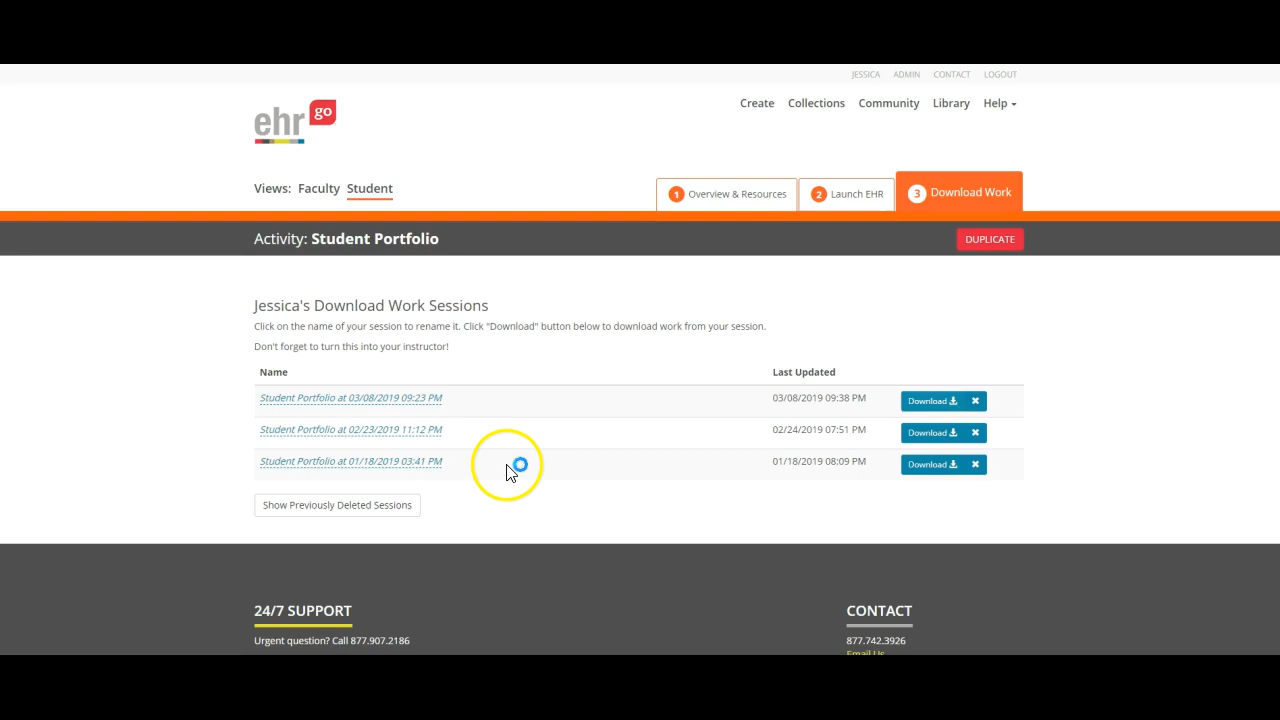 JESSICA ADMIN CONTACT LOGOUT
ehr go
Create Collections Community Library Help
Views: Faculty Student
1 Overview & Resources 2 Launch EHR 3 Download Work
Activity: Student Portfolio DUPLICATE
Jessica's Download Work Sessions
Click on the name of your session to rename it. Click "Download" button below to download work from your session.
Don't forget to turn this into your instructor!
Name Last Updated
Student Portfolio at 03/08/2019 09:23 PM 03/08/2019 09:38 PM Download
Student Portfolio at 02/23/2019 11:12 PM 02/24/2019 07:51 PM Download
Student Portfolio at 01/18/2019 03:41 PM 01/18/2019 08:09 PM Download
Show Previously Deleted Sessions
24/7 SUPPORT CONTACT
Urgent question? Call 877.907.2186 877.742.3926
Email Us